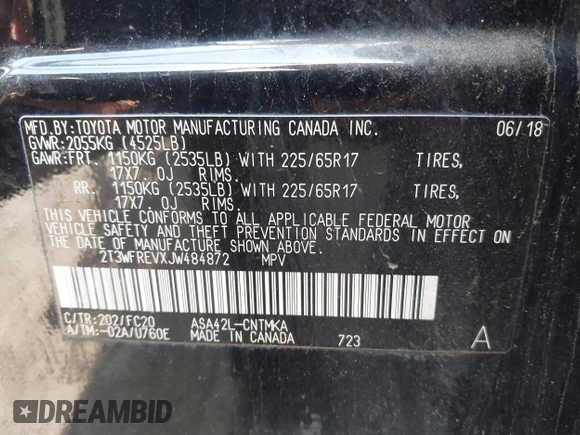 MFD.BY:TOYOTA MOTOR MANUFACTURING CANADA INC. 06/18
GVWR:2055KG (4525LB)
GAWR:FRT. 1150KG (2535LB) WITH 225/65R17 TIRES,
17X7.0J RIMS.
RR. 1150KG (2535LB) WITH 225/65R17 TIRES,
17X7.0J RIMS.
THIS VEHICLE CONFORMS TO ALL APPLICABLE FEDERAL MOTOR
VEHICLE SAFETY AND THEFT PREVENTION STANDARDS IN EFFECT ON
THE DATE OF MANUFACTURE SHOWN ABOVE.
2T3WFREVXJW484872 MPV
C/TR:202/FC20 ASA42L-CNTMKA
A/TM:-02A/U760E MADE IN CANADA 723 A
DREAMBID